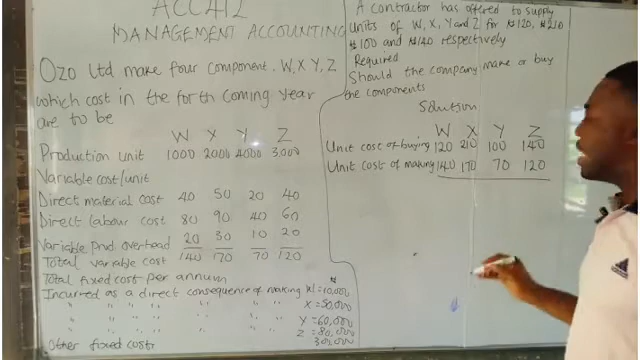 ACC412
MANAGEMENT ACCOUNTING
Ozo Ltd make four component, W, X, Y, Z
which cost in the forth coming year
are to be
W X Y Z
Production unit 1000 2000 4000 3000
Variable cost/unit
Direct material cost 40 50 20 40
Direct labour cost 80 90 40 60
Variable Prod overhead 20 30 10 20
Total variable cost 140 170 70 120
Total fixed cost per annum ₦
Incurred as a direct consequence of making W = 10,000
" " " " " " X = 50,000
" " " " " " Y = 60,000
" " " " " " Z = 80,000
Other fixed cost 300,000
A contractor has offered to supply
units of W, X, Y and Z for ₦120, ₦210
₦100 and ₦140 respectively
Required
Should the company make or buy
the components
Solution
W X Y Z
Unit cost of buying 120 210 100 140
Unit cost of making 140 170 70 120